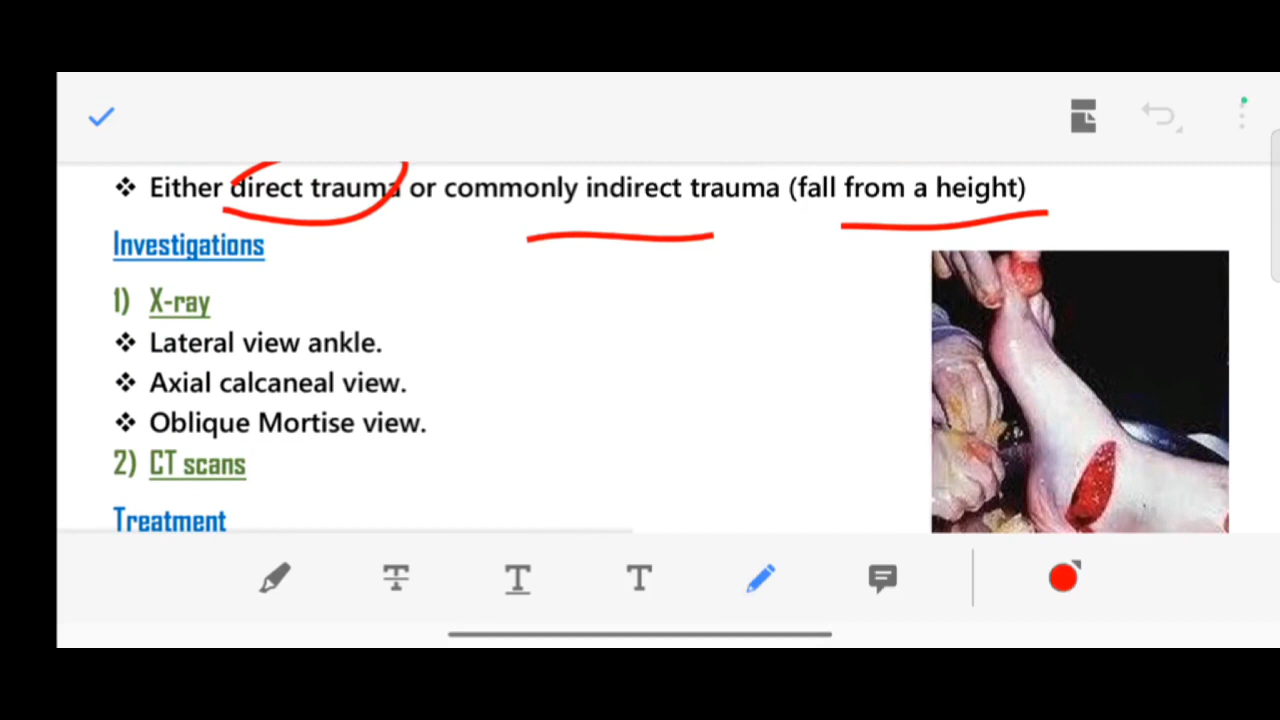 ❖ Either direct trauma or commonly indirect trauma (fall from a height)
Investigations
1) X-ray
❖ Lateral view ankle.
❖ Axial calcaneal view.
❖ Oblique Mortise view.
2) CT scans
Treatment